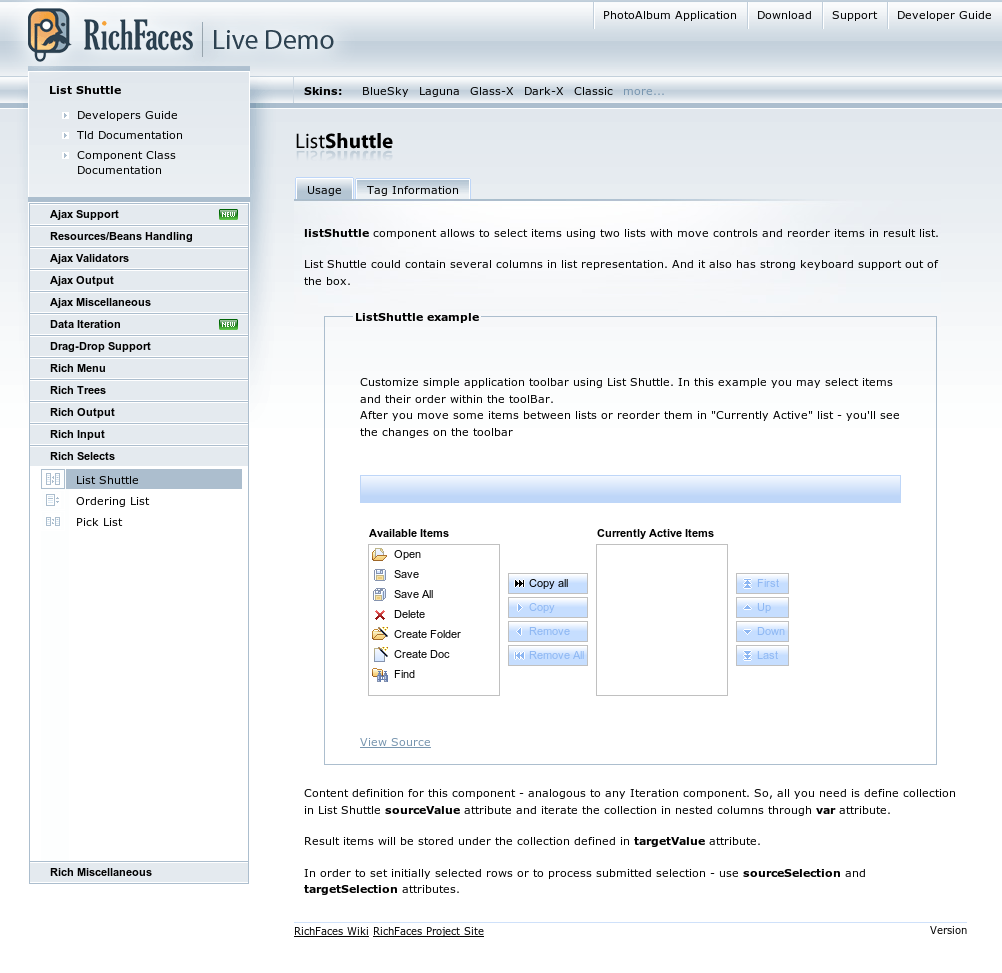 PhotoAlbum Application Download Support Developer Guide
RichFaces Live Demo
List Shuttle
Developers Guide
Tld Documentation
Component Class
Documentation
Skins: BlueSky Laguna Glass-X Dark-X Classic more...
Ajax Support NEW
Resources/Beans Handling
Ajax Validators
Ajax Output
Ajax Miscellaneous
Data Iteration NEW
Drag-Drop Support
Rich Menu
Rich Trees
Rich Output
Rich Input
Rich Selects
List Shuttle
Ordering List
Pick List
Rich Miscellaneous
ListShuttle
Usage Tag Information
listShuttle component allows to select items using two lists with move controls and reorder items in result list.
List Shuttle could contain several columns in list representation. And it also has strong keyboard support out of
the box.
ListShuttle example
Customize simple application toolbar using List Shuttle. In this example you may select items
and their order within the toolBar.
After you move some items between lists or reorder them in "Currently Active" list - you'll see
the changes on the toolbar
Available Items
Open
Save
Save All
Delete
Create Folder
Create Doc
Find
Copy all
Copy
Remove
Remove All
Currently Active Items
First
Up
Down
Last
View Source
Content definition for this component - analogous to any Iteration component. So, all you need is define collection
in List Shuttle sourceValue attribute and iterate the collection in nested columns through var attribute.
Result items will be stored under the collection defined in targetValue attribute.
In order to set initially selected rows or to process submitted selection - use sourceSelection and
targetSelection attributes.
RichFaces Wiki RichFaces Project Site Version